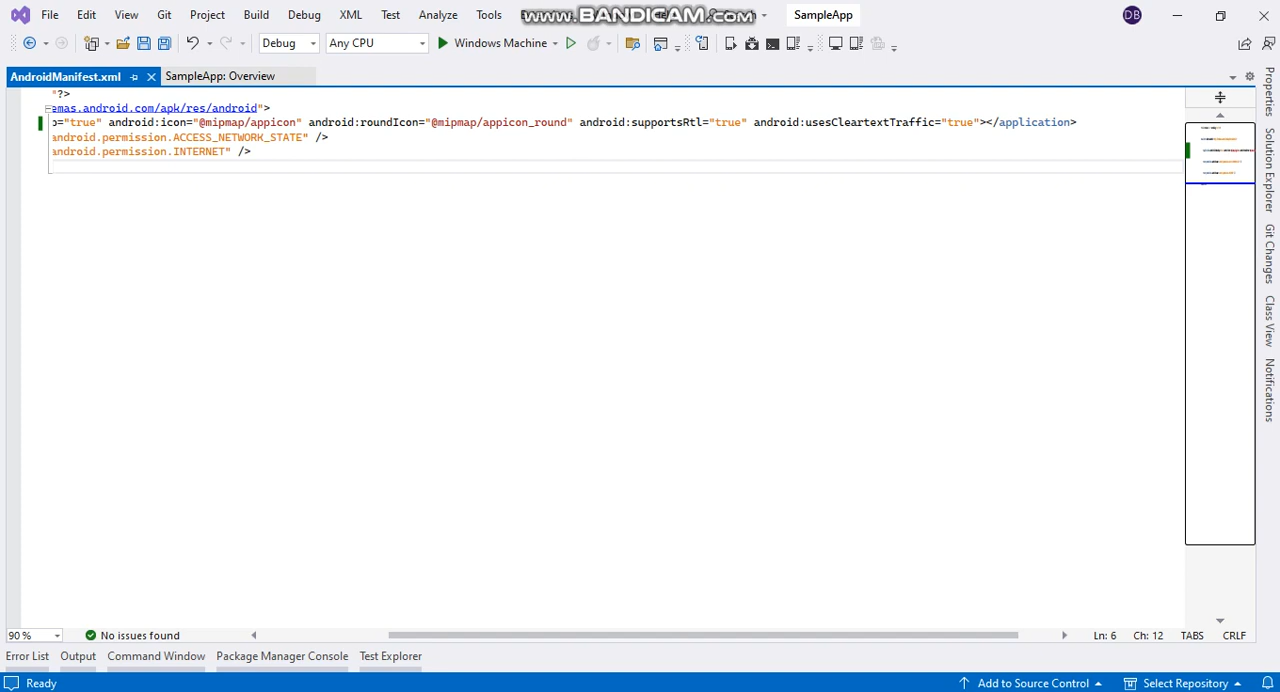 File Edit View Git Project Build Debug XML Test Analyze Tools www.BANDICAM.com SampleApp DB
Debug Any CPU Windows Machine
AndroidManifest.xml SampleApp: Overview
"?>
emas.android.com/apk/res/android">
="true" android:icon="@mipmap/appicon" android:roundIcon="@mipmap/appicon_round" android:supportsRtl="true" android:usesCleartextTraffic="true"></application>
android.permission.ACCESS_NETWORK_STATE" />
android.permission.INTERNET" />
Properties
Solution Explorer
Git Changes
Class View
Notifications
90 % No issues found Ln: 6 Ch: 12 TABS CRLF
Error List Output Command Window Package Manager Console Test Explorer
Ready Add to Source Control Select Repository